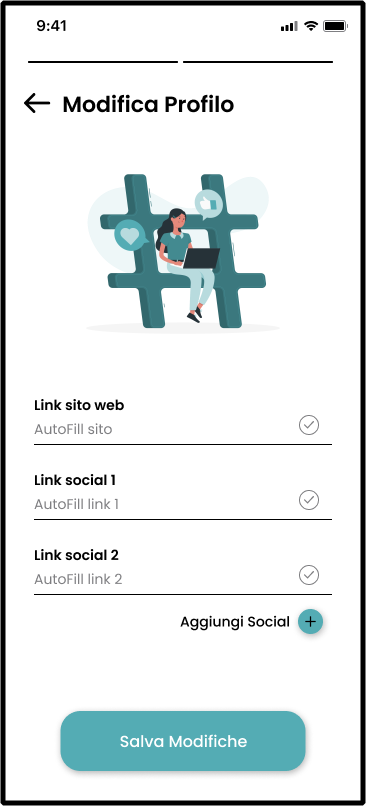 9:41
Modifica Profilo
Link sito web
AutoFill sito
Link social 1
AutoFill link 1
Link social 2
AutoFill link 2
Aggiungi Social
Salva Modifiche